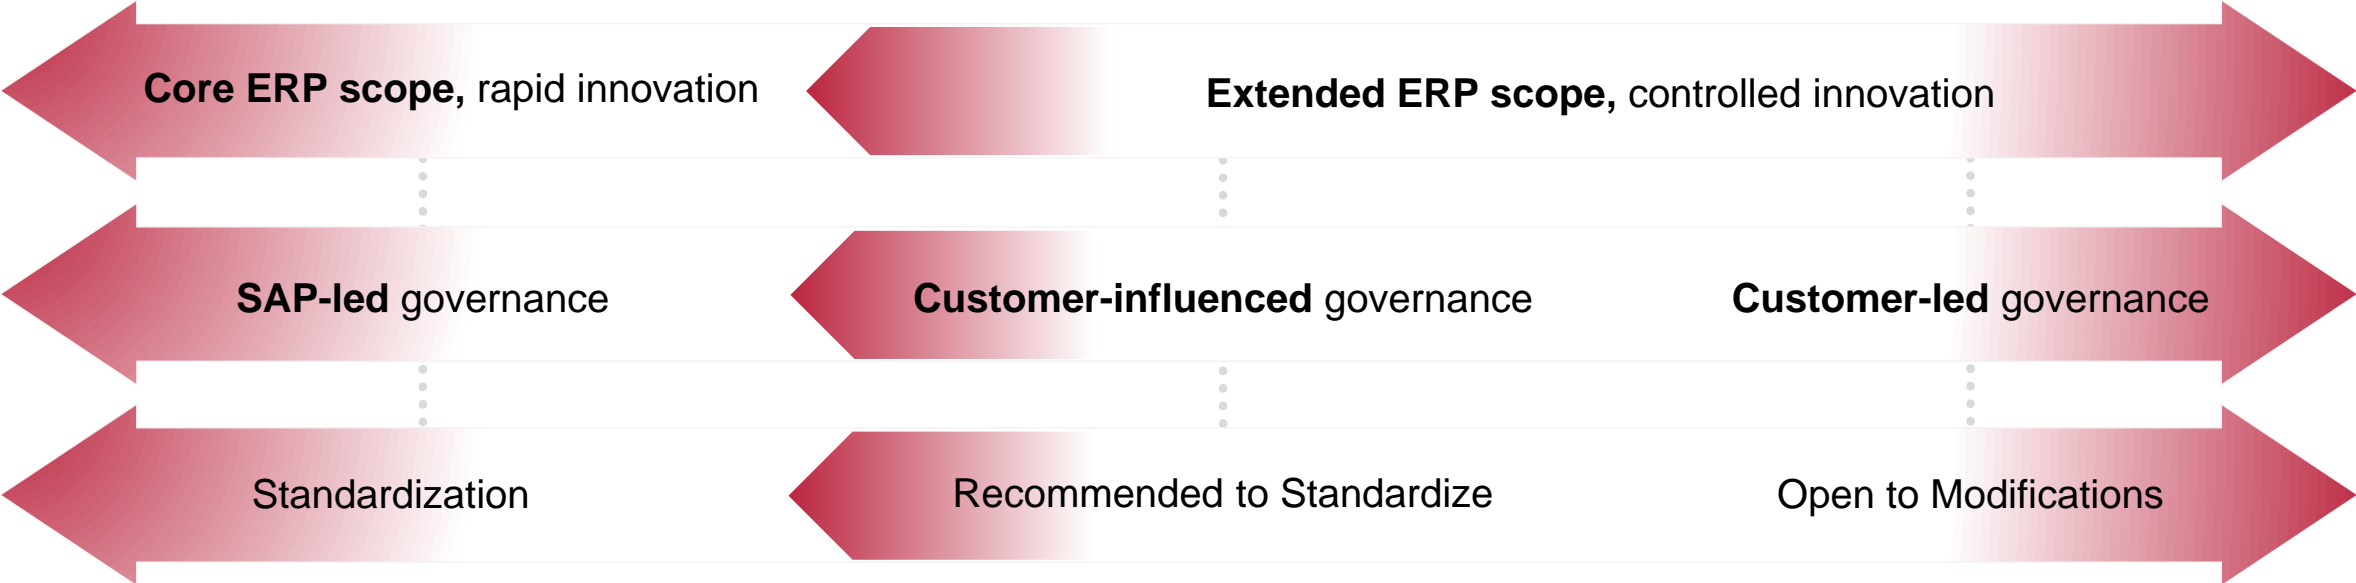 Core ERP scope, rapid innovation
Extended ERP scope, controlled innovation
SAP-led governance
Customer-influenced governance
Customer-led governance
Standardization
Recommended to Standardize
Open to Modifications